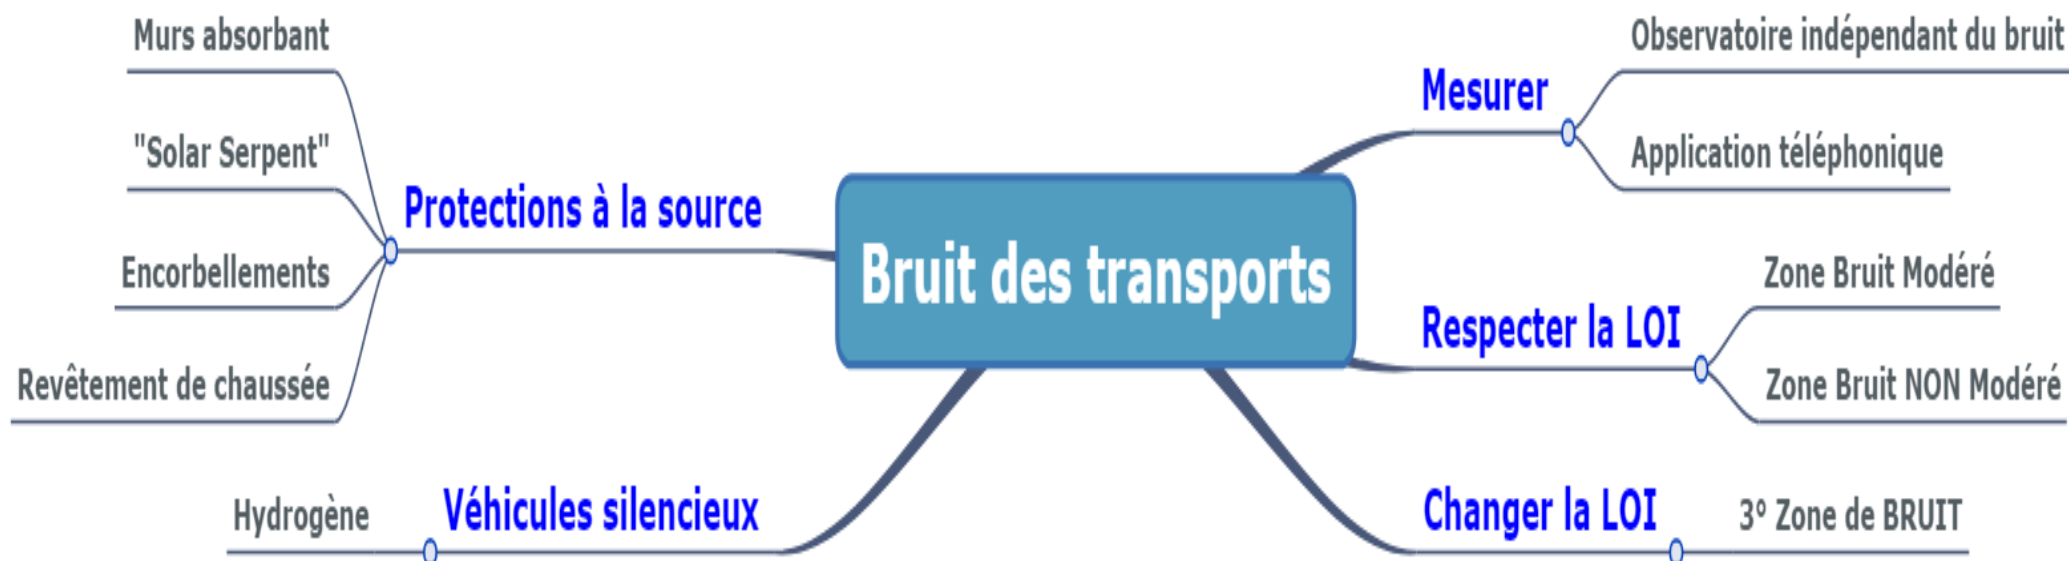 Bruit des transports
Mesurer
Observatoire indépendant du bruit
Application téléphonique
Respecter la LOI
Zone Bruit Modéré
Zone Bruit NON Modéré
Changer la LOI
3° Zone de BRUIT
Protections à la source
Murs absorbant
"Solar Serpent"
Encorbellements
Revêtement de chaussée
Véhicules silencieux
Hydrogène